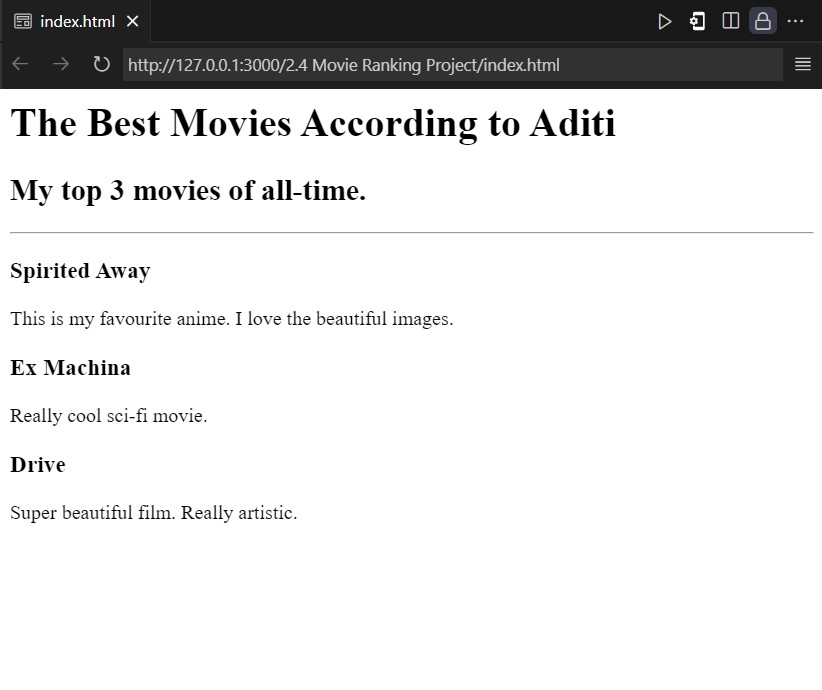 index.html
http://127.0.0.1:3000/2.4 Movie Ranking Project/index.html
The Best Movies According to Aditi
My top 3 movies of all-time.
Spirited Away
This is my favourite anime. I love the beautiful images.
Ex Machina
Really cool sci-fi movie.
Drive
Super beautiful film. Really artistic.